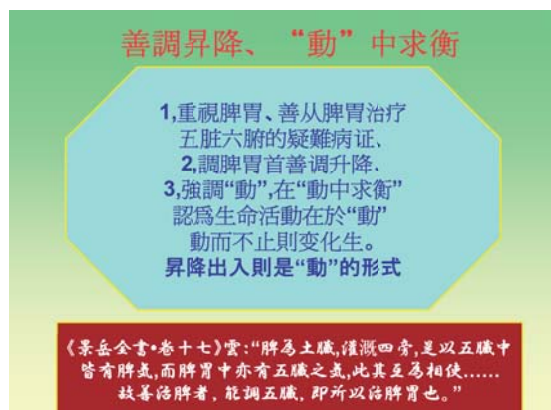 善調昇降、“動”中求衡
1,重視脾胃、善从脾胃治疗
五脏六腑的疑難病证、
2,調脾胃首善调升降.
3,強調“動”,在“動中求衡”
認爲生命活動在於“動”
動而不止則变化生。
昇降出入則是“動”的形式
《景岳全書•卷十七》雲:“脾為土臟,灌溉四旁,是以五臟中
皆有脾氣,而脾胃中亦有五臟之氣,此其互為相使……
故善治脾者, 能調五臟, 即所以治脾胃也。”